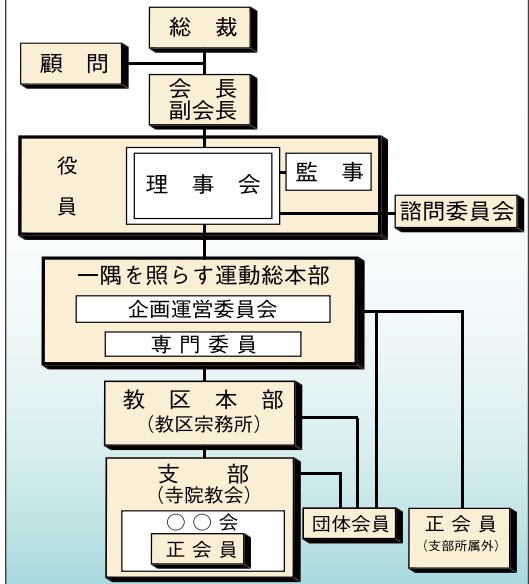 総 裁
顧 問
会 長
副会長
役
員
理 事 会
監 事
諮問委員会
一隅を照らす運動総本部
企画運営委員会
専 門 委 員
教 区 本 部
（教区宗務所）
支 部
（寺院教会）
○ ○ 会
正 会 員
団体会員
正 会 員
（支部所属外）